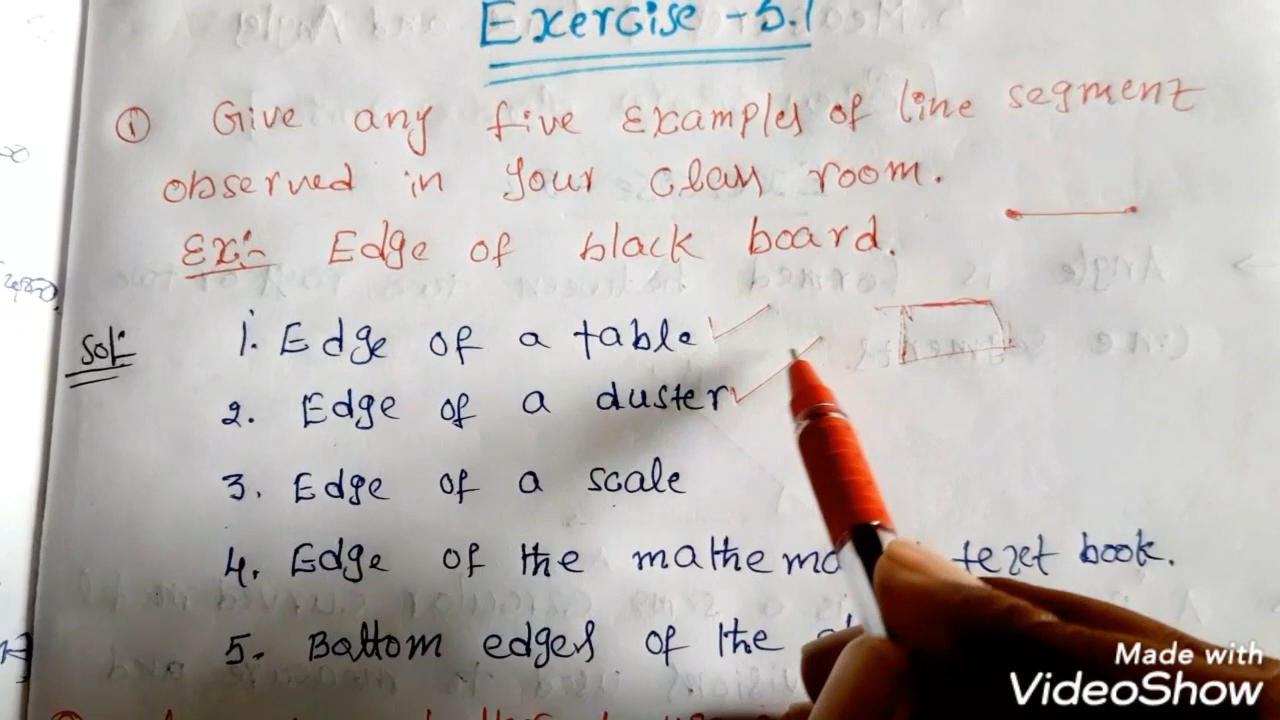 Exercise - 5.1
① Give any five Examples of line segment
observed in your class room.
Ex:- Edge of black board.
Sol:
1. Edge of a table
2. Edge of a duster
3. Edge of a scale
4. Edge of the text book.
5. Bottom edges of the
Made with
VideoShow